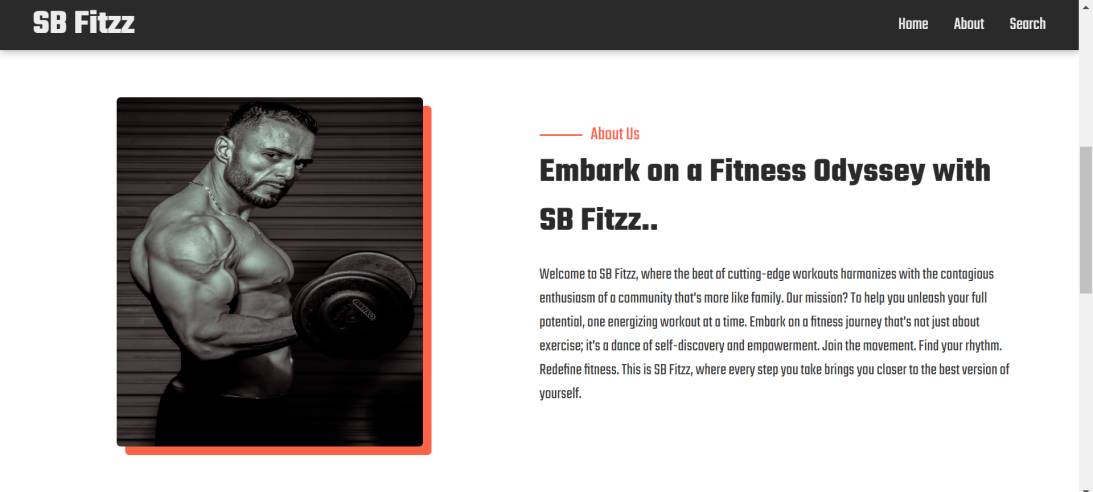 SB Fitzz
Home About Search
About Us
Embark on a Fitness Odyssey with
SB Fitzz..
Welcome to SB Fitzz, where the beat of cutting-edge workouts harmonizes with the contagious
enthusiasm of a community that's more like family. Our mission? To help you unleash your full
potential, one energizing workout at a time. Embark on a fitness journey that's not just about
exercise; it's a dance of self-discovery and empowerment. Join the movement. Find your rhythm.
Redefine fitness. This is SB Fitzz, where every step you take brings you closer to the best version of
yourself.